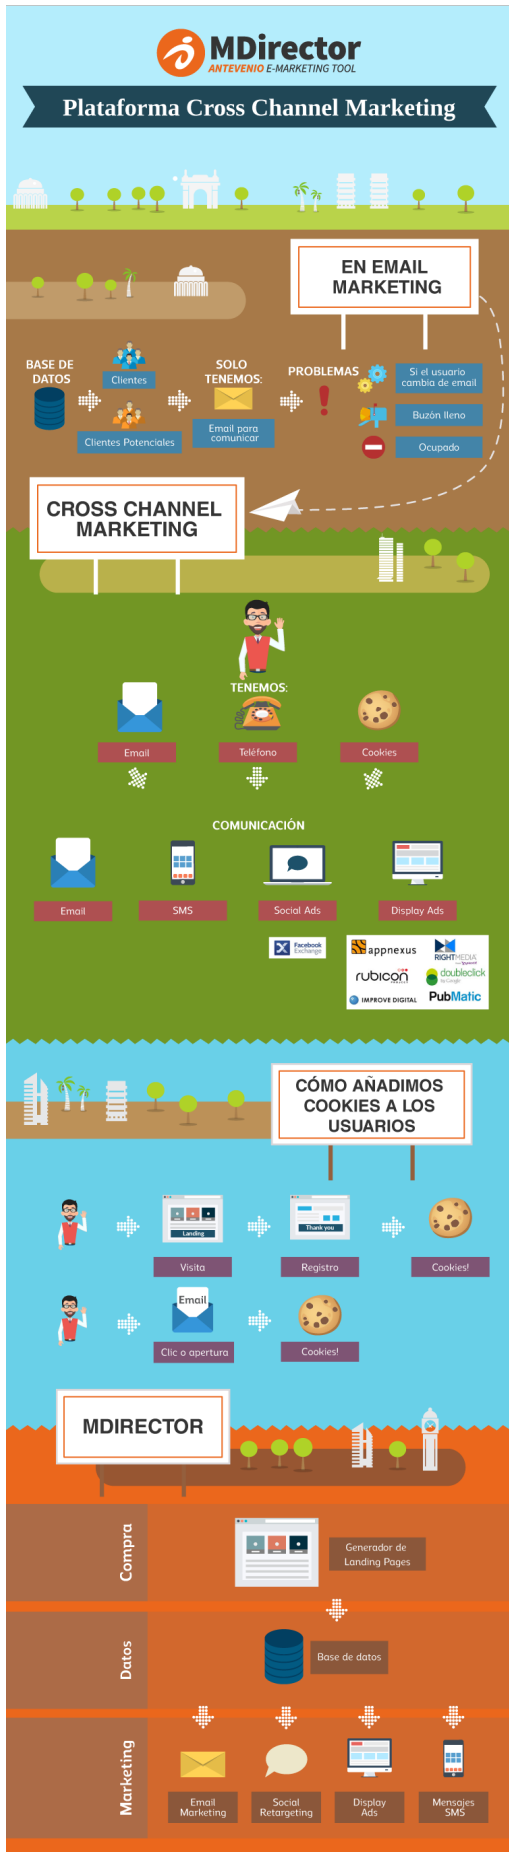 MDirector
ANTEVENIO E-MARKETING TOOL
Plataforma Cross Channel Marketing
EN EMAIL
MARKETING
BASE DE
DATOS
Clientes
Clientes Potenciales
SOLO
TENEMOS:
Email para
comunicar
PROBLEMAS
Si el usuario
cambia de email
Buzón lleno
Ocupado
CROSS CHANNEL
MARKETING
TENEMOS:
Email
Teléfono
Cookies
COMUNICACIÓN
Email
SMS
Social Ads
Display Ads
Facebook
Exchange
appnexus
RIGHTMEDIA
rubicon
doubleclick
by Google
IMPROVE DIGITAL
PubMatic
CÓMO AÑADIMOS
COOKIES A LOS
USUARIOS
Landing
Thank you
Visita
Registro
Cookies!
Email
Clic o apertura
Cookies!
MDIRECTOR
Compra
Generador de
Landing Pages
Datos
Base de datos
Marketing
Email
Marketing
Social
Retargeting
Display
Ads
Mensajes
SMS